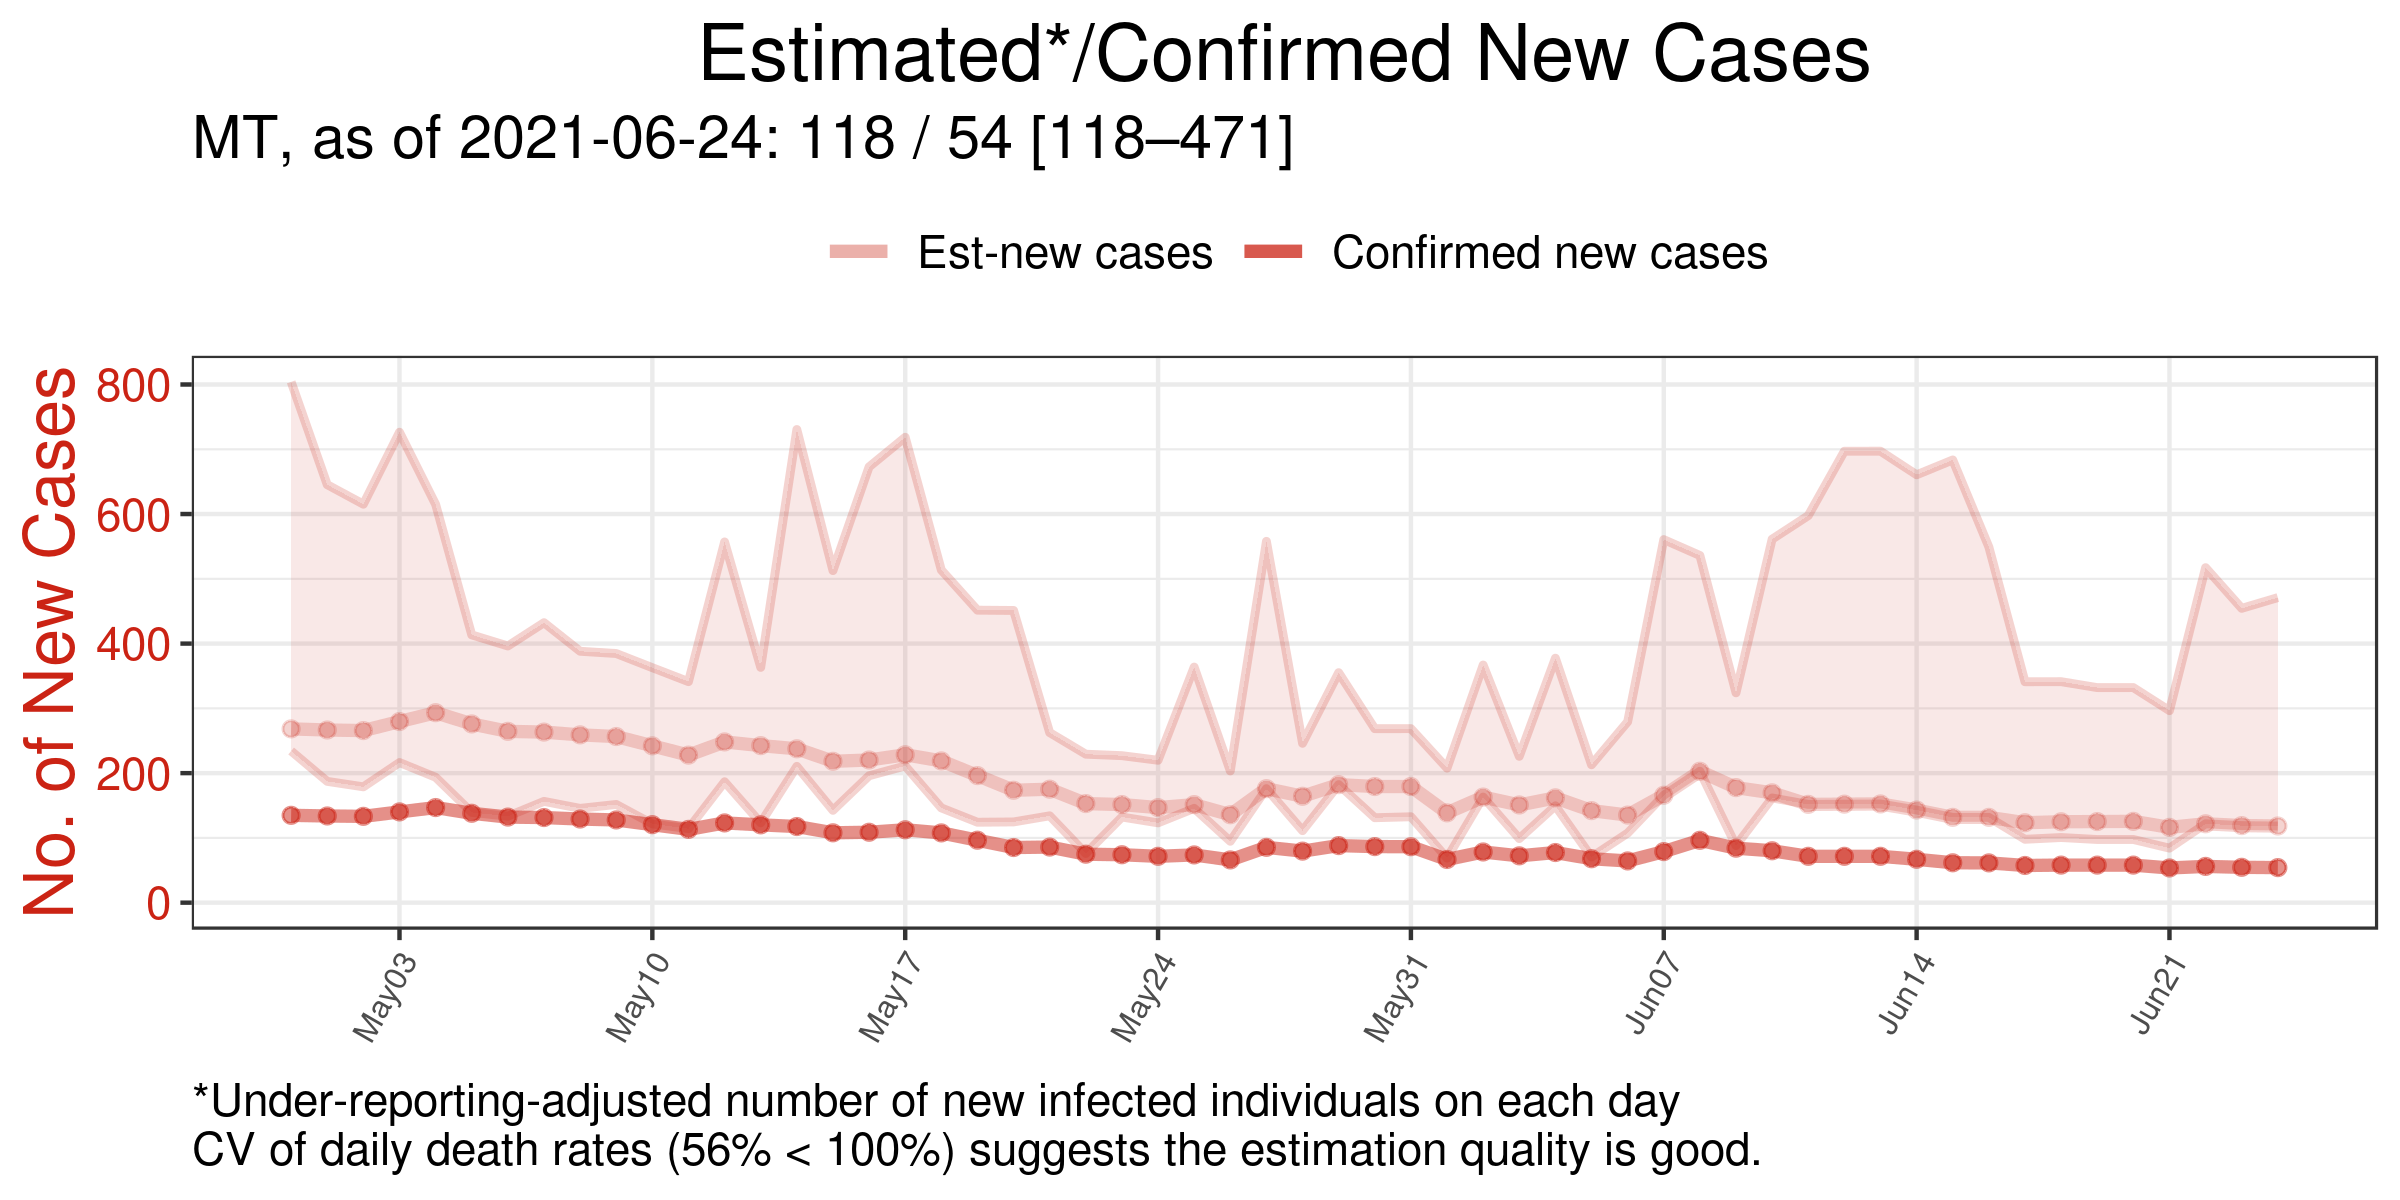 Estimated*/Confirmed New Cases
MT, as of 2021-06-24: 118 / 54 [118–471]
Est-new cases
Confirmed new cases
No. of New Cases
800
600
400
200
0
May03
May10
May17
May24
May31
Jun07
Jun14
Jun21
*Under-reporting-adjusted number of new infected individuals on each day
CV of daily death rates (56% < 100%) suggests the estimation quality is good.